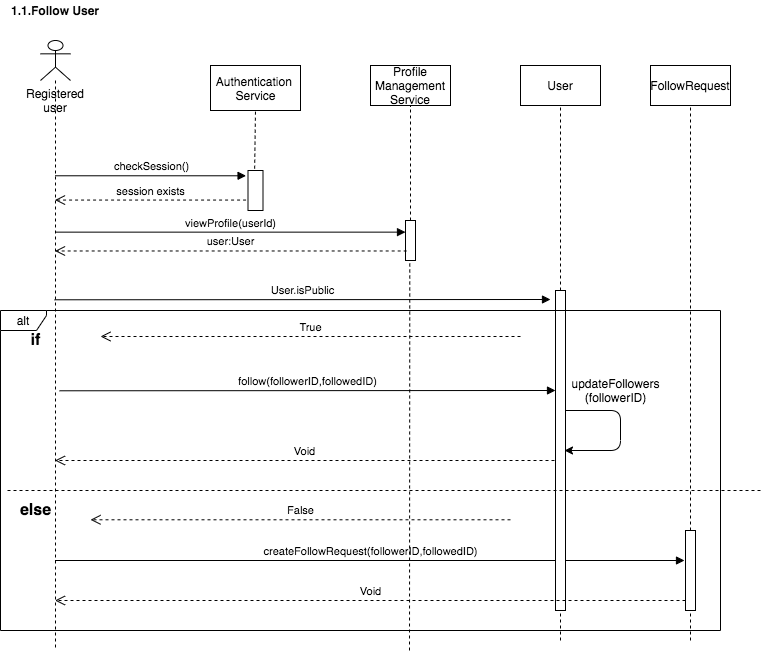 1.1.Follow User
Registered
user
Authentication
Service
Profile
Management
Service
User
FollowRequest
checkSession()
session exists
viewProfile(userId)
user:User
User.isPublic
alt
if
True
follow(followerID,followedID)
updateFollowers
(followerID)
Void
else
False
createFollowRequest(followerID,followedID)
Void